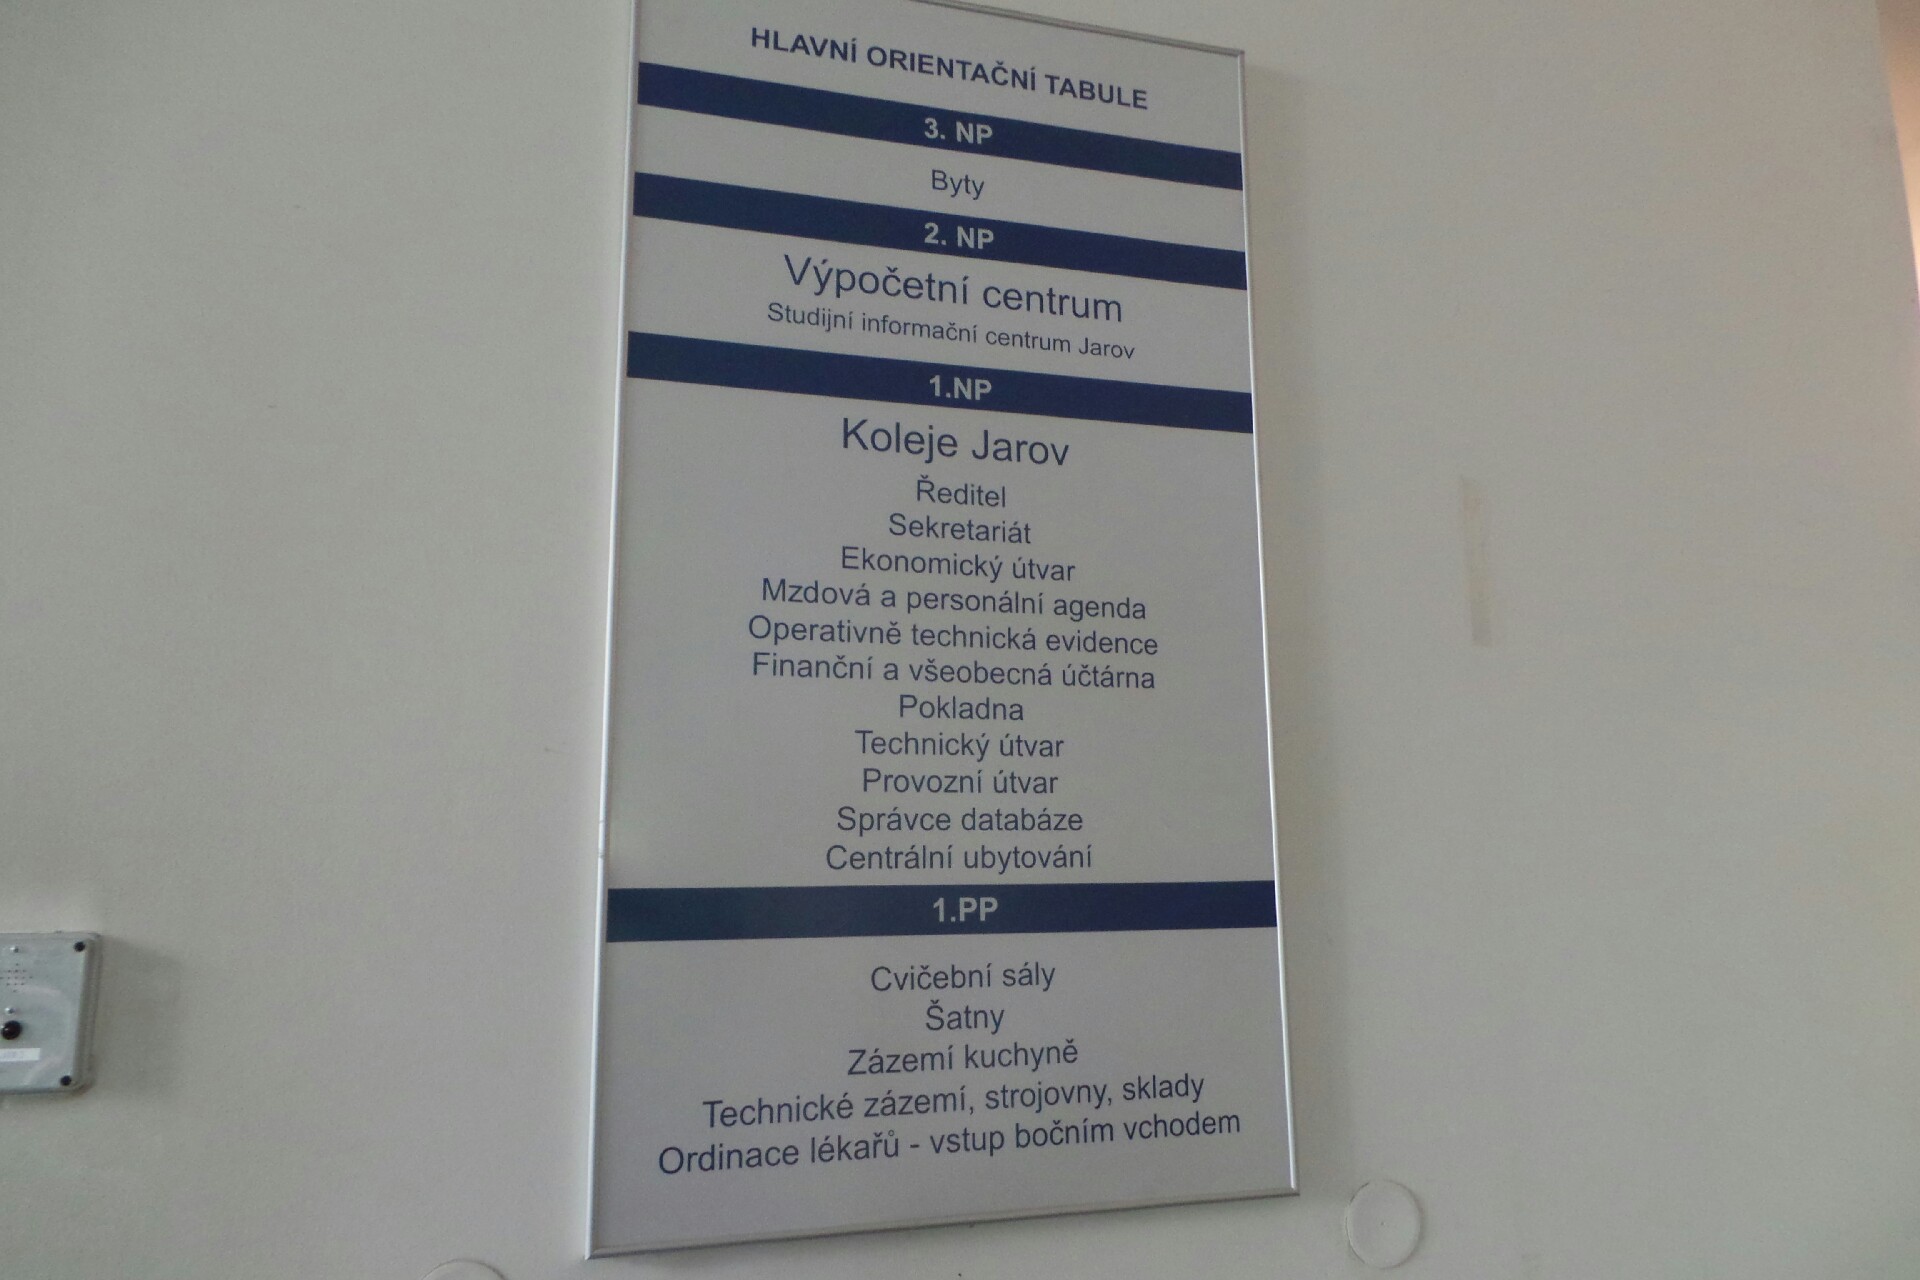 HLAVNÍ ORIENTAČNÍ TABULE
3. NP
Byty
2. NP
Výpočetní centrum
Studijní informační centrum Jarov
1.NP
Koleje Jarov
Ředitel
Sekretariát
Ekonomický útvar
Mzdová a personální agenda
Operativně technická evidence
Finanční a všeobecná účtárna
Pokladna
Technický útvar
Provozní útvar
Správce databáze
Centrální ubytování
1.PP
Cvičební sály
Šatny
Zázemí kuchyně
Technické zázemí, strojovny, sklady
Ordinace lékařů - vstup bočním vchodem